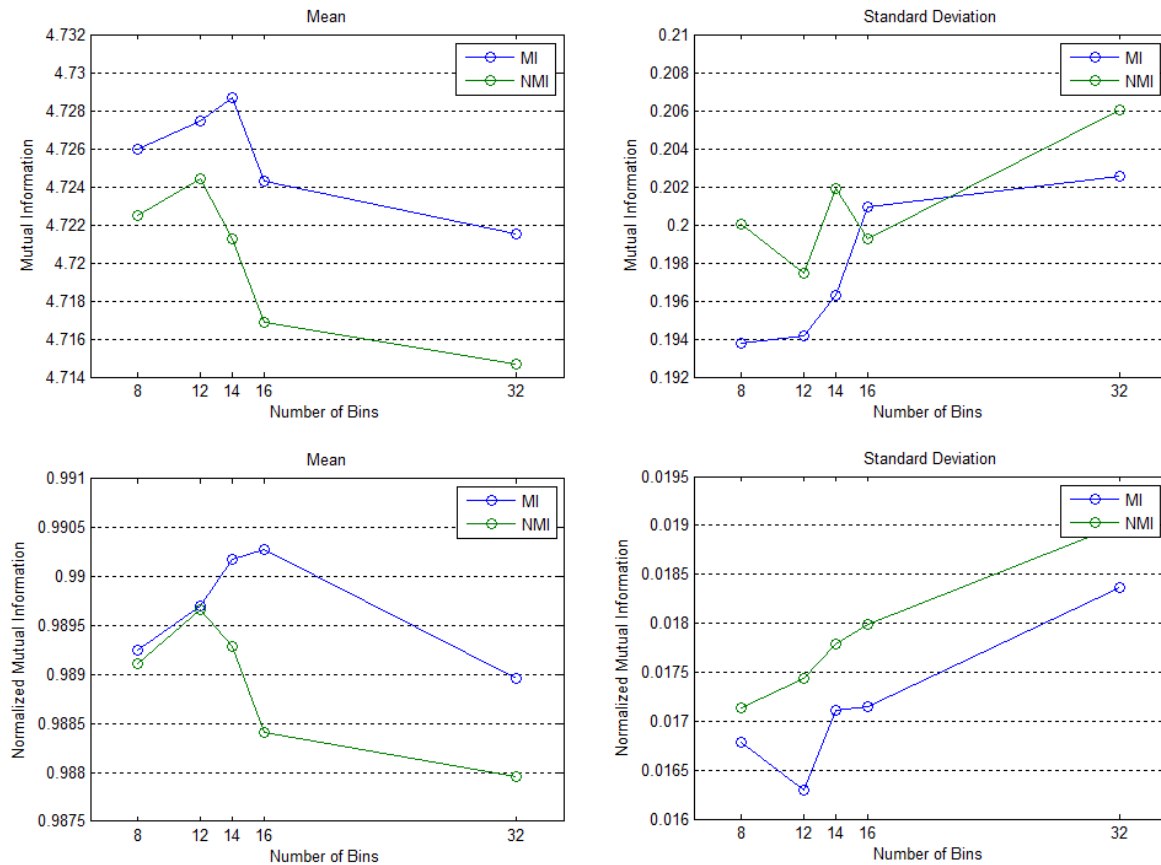 Mean
4.732
4.73
4.728
4.726
4.724
4.722
4.72
4.718
4.716
4.714
Mutual Information
MI
NMI
8 12 14 16 32
Number of Bins
Standard Deviation
0.21
0.208
0.206
0.204
0.202
0.2
0.198
0.196
0.194
0.192
Mutual Information
MI
NMI
8 12 14 16 32
Number of Bins
Mean
0.991
0.9905
0.99
0.9895
0.989
0.9885
0.988
0.9875
Normalized Mutual Information
MI
NMI
8 12 14 16 32
Number of Bins
Standard Deviation
0.0195
0.019
0.0185
0.018
0.0175
0.017
0.0165
0.016
Normalized Mutual Information
MI
NMI
8 12 14 16 32
Number of Bins